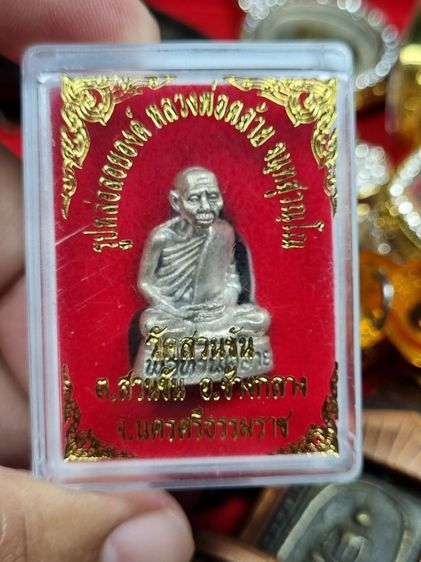 รูปหล่อลอยองค์ หลวงพ่อคล้าย จนฺทสุวณฺโณ
วัดสวนขัน
ต.สวนขัน อ.ช้างกลาง
จ.นครศรีธรรมราช